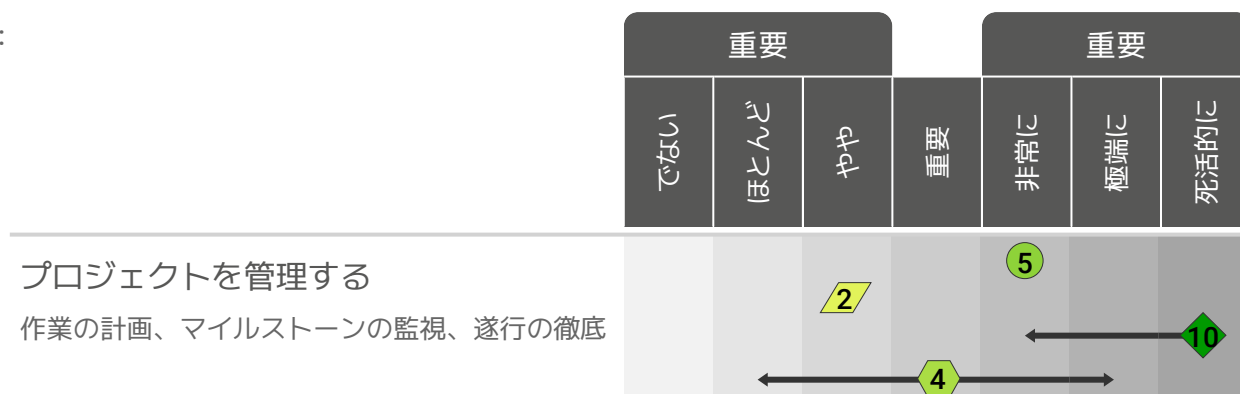 :
重要 重要
でない ほとんど やや 重要 非常に 極端に 死活的に
プロジェクトを管理する
作業の計画、マイルストーンの監視、遂行の徹底
5
2
10
4